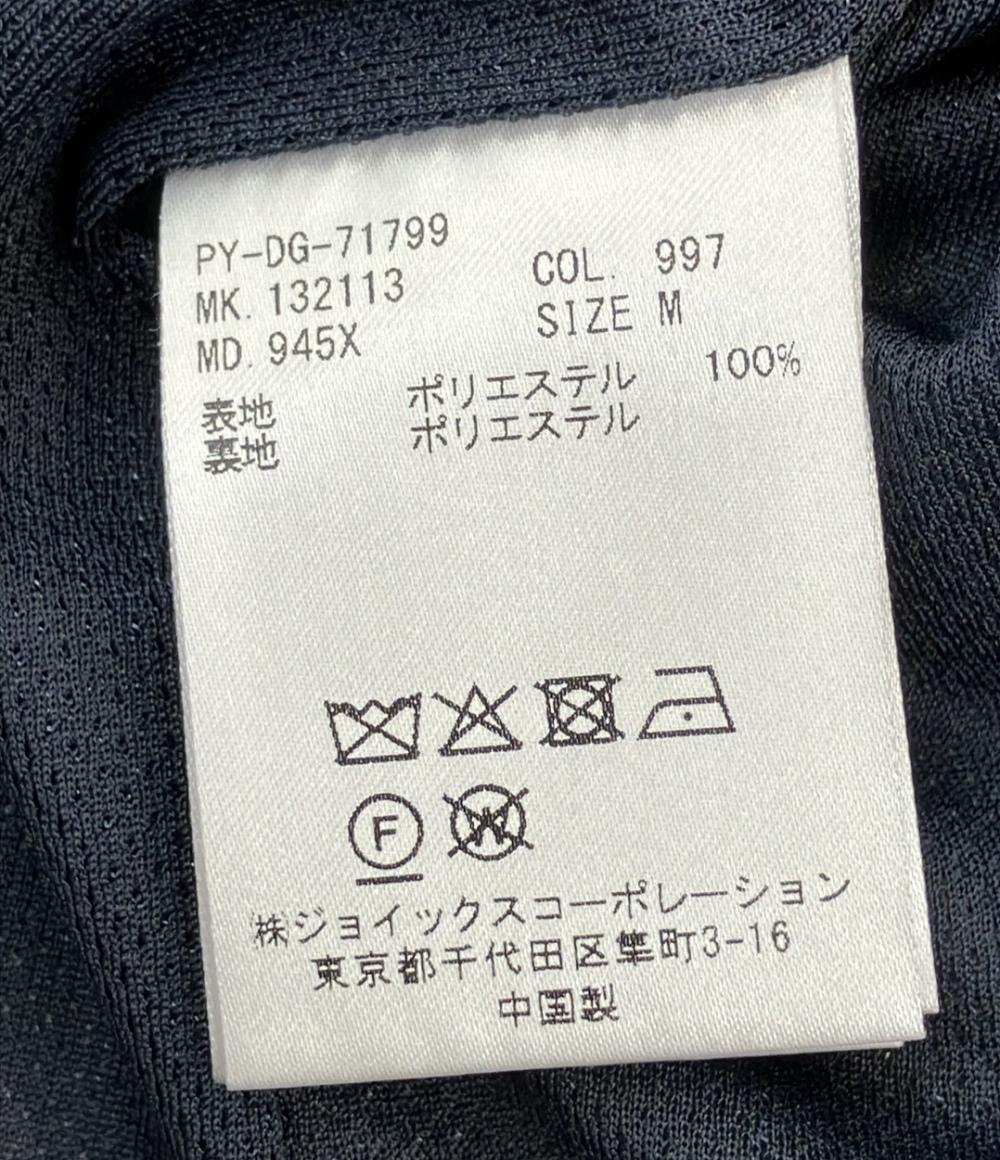 PY-DG-71799
MK. 132113 COL. 997
MD. 945X SIZE M
表地 ポリエステル 100%
裏地 ポリエステル
F
W
㈱ジョイックスコーポレーション
東京都千代田区隼町3-16
中国製